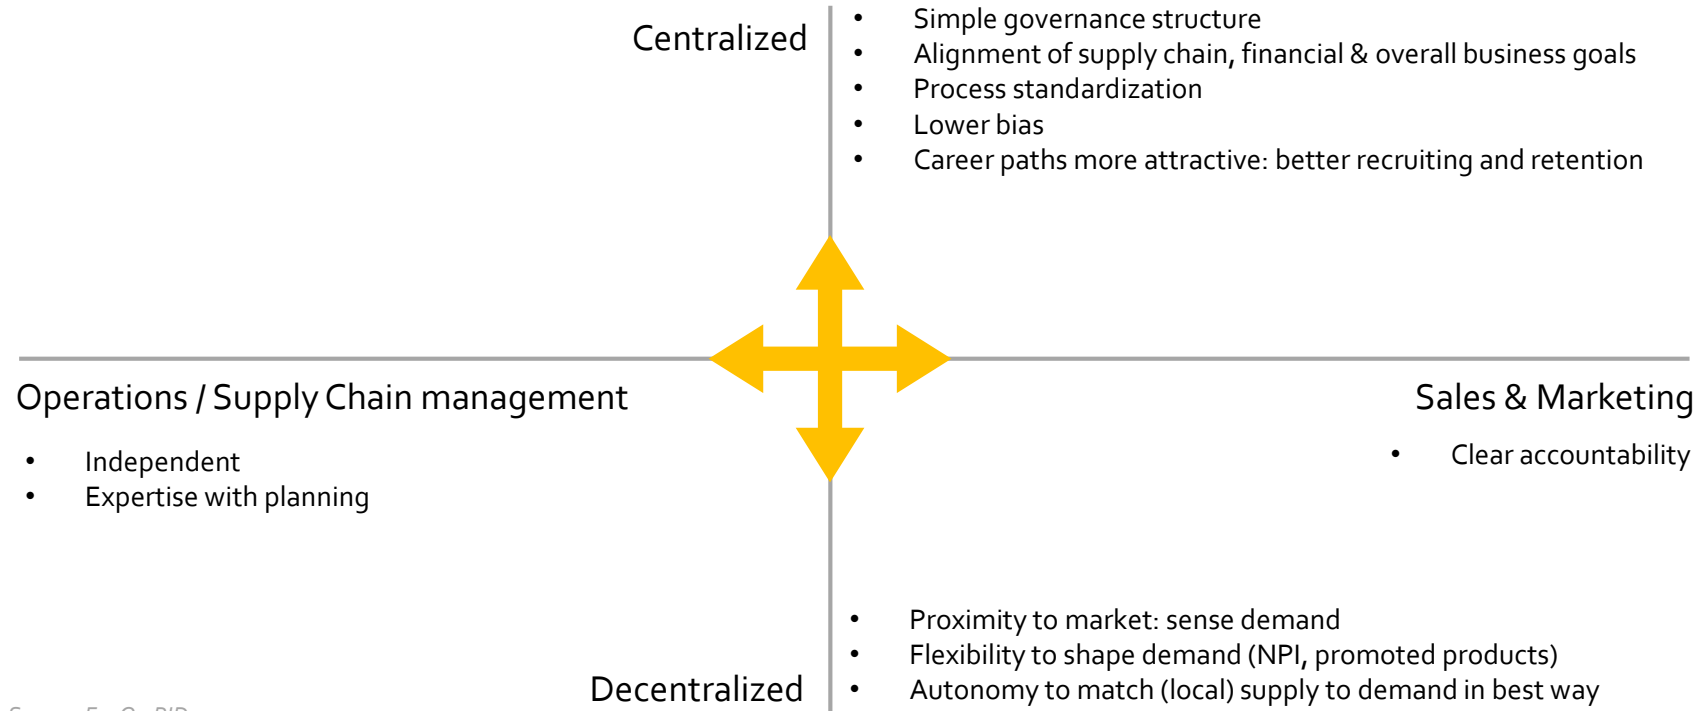 Centralized
• Simple governance structure
• Alignment of supply chain, financial & overall business goals
• Process standardization
• Lower bias
• Career paths more attractive: better recruiting and retention
Operations / Supply Chain management
• Independent
• Expertise with planning
Sales & Marketing
• Clear accountability
Decentralized
• Proximity to market: sense demand
• Flexibility to shape demand (NPI, promoted products)
• Autonomy to match (local) supply to demand in best way